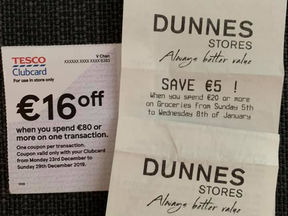 TESCO
Clubcard
For use in store only
Y Chan
€16off
when you spend €80 or
more on one transaction.
One coupon per transaction.
Coupon valid only with your Clubcard
from Monday 23rd December to
Sunday 29th December 2019.
DUNNES
STORES
Always better value
SAVE €5 !
When you spend €20 or more
on Groceries from Sunday 5th
to Wednesday 8th of January
DUNNES
STORES
Always better value